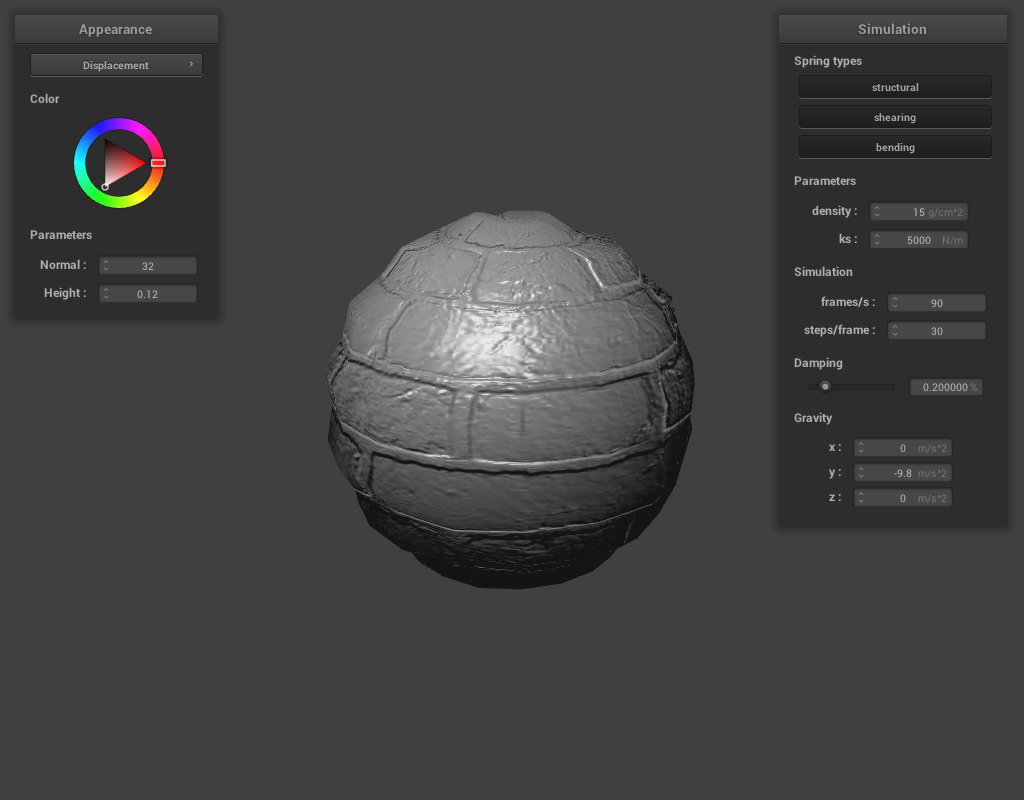 Appearance
Displacement
Color
Parameters
Normal : 32
Height : 0.12
Simulation
Spring types
structural
shearing
bending
Parameters
density : 15 g/cm^2
ks : 5000 N/m
Simulation
frames/s : 90
steps/frame : 30
Damping
0.200000 %
Gravity
x : 0 m/s^2
y : -9.8 m/s^2
z : 0 m/s^2